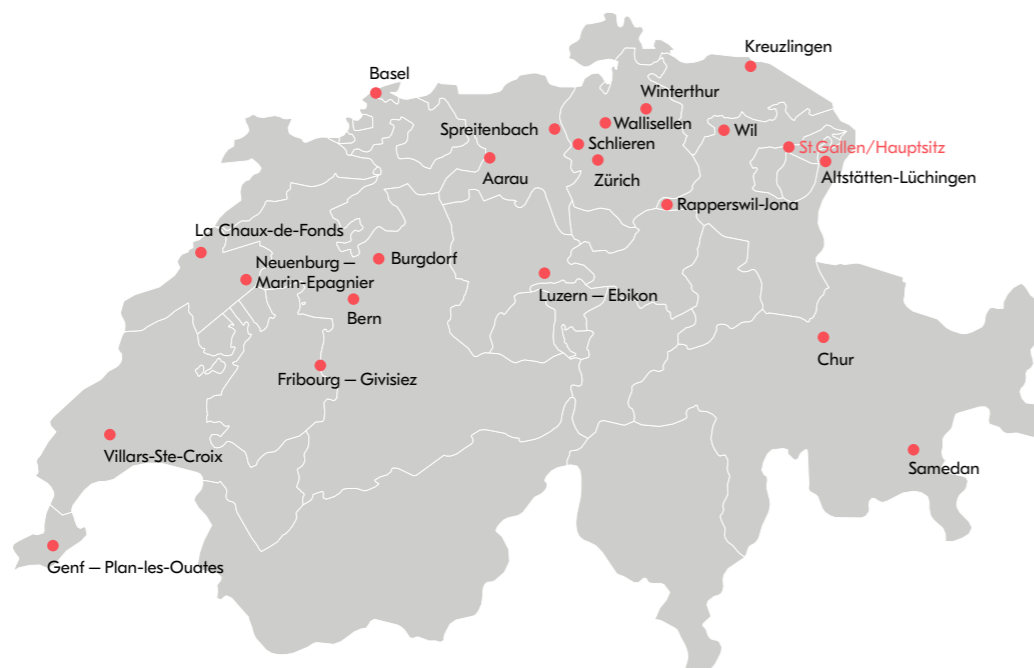 Kreuzlingen
Basel
Winterthur
Wallisellen
Spreitenbach
Wil
Schlieren
St.Gallen/Hauptsitz
Aarau
Zürich
Altstätten-Lüchingen
Rapperswil-Jona
La Chaux-de-Fonds
Neuenburg –
Marin-Epagnier
Burgdorf
Luzern – Ebikon
Bern
Chur
Fribourg – Givisiez
Villars-Ste-Croix
Samedan
Genf – Plan-les-Ouates